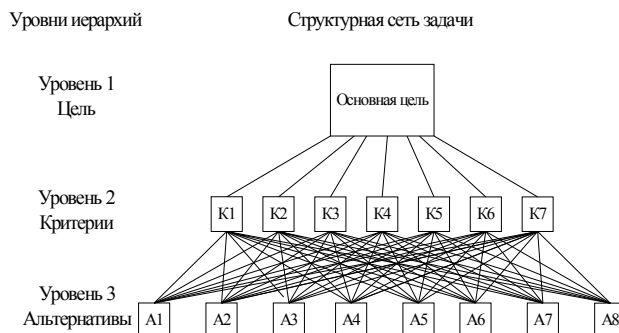 Уровни иерархий
Структурная сеть задачи
Уровень 1
Цель
Основная цель
Уровень 2
Критерии
К1 К2 К3 К4 К5 К6 К7
Уровень 3
Альтернативы
А1 А2 А3 А4 А5 А6 А7 А8